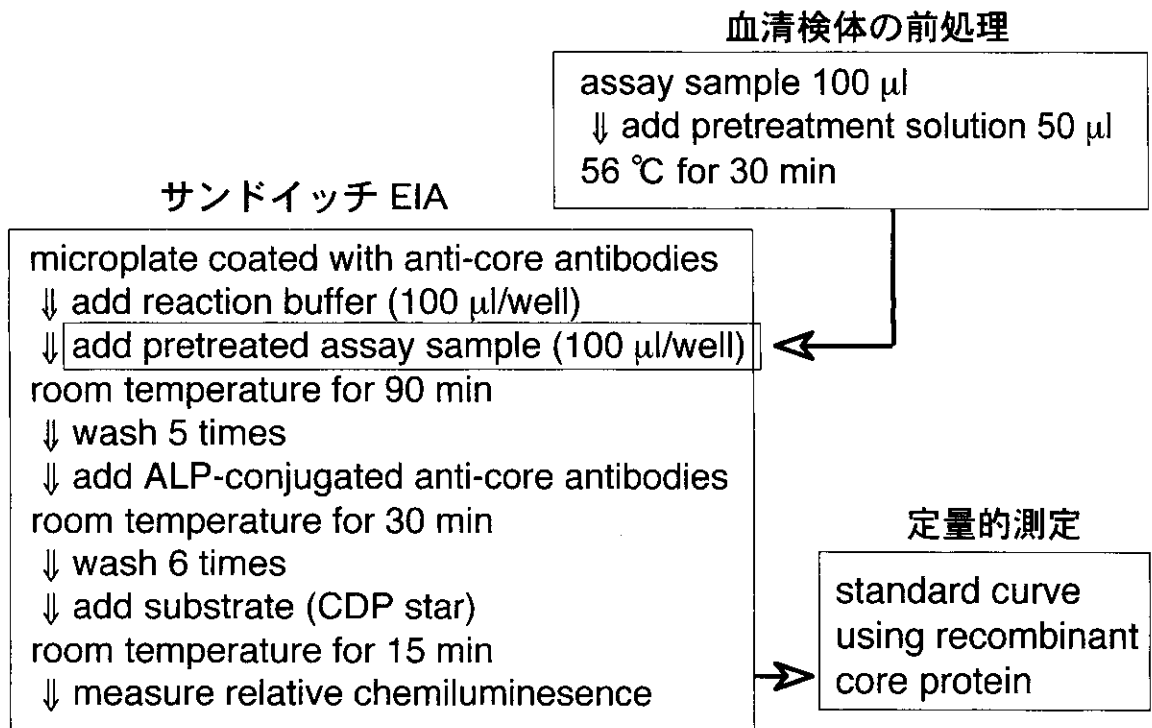 血清検体の前処理
assay sample 100 μl
⇓ add pretreatment solution 50 μl
56 ℃ for 30 min
サンドイッチ EIA
microplate coated with anti-core antibodies
⇓ add reaction buffer (100 μl/well)
⇓ add pretreated assay sample (100 μl/well)
room temperature for 90 min
⇓ wash 5 times
⇓ add ALP-conjugated anti-core antibodies
room temperature for 30 min
⇓ wash 6 times
⇓ add substrate (CDP star)
room temperature for 15 min
⇓ measure relative chemiluminesence
定量的測定
standard curve
using recombinant
core protein